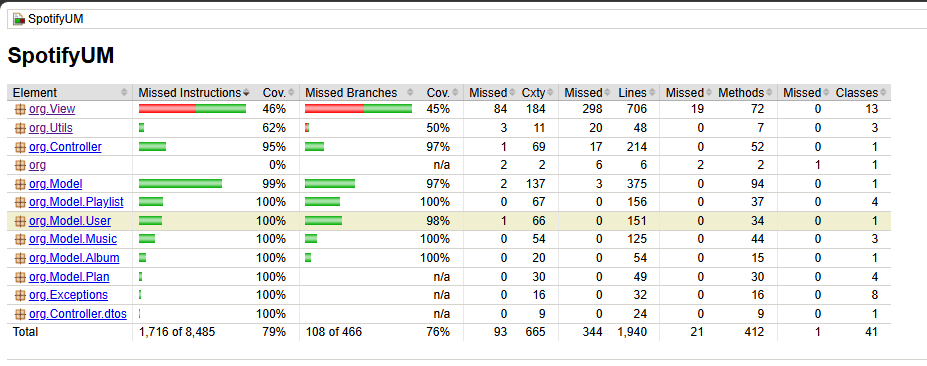 SpotifyUM
SpotifyUM
Element Missed Instructions Cov. Missed Branches Cov. Missed Cxty Missed Lines Missed Methods Missed Classes
org.View 46% 45% 84 184 298 706 19 72 0 13
org.Utils 62% 50% 3 11 20 48 0 7 0 3
org.Controller 95% 97% 1 69 17 214 0 52 0 1
org 0% n/a 2 2 6 6 2 2 1 1
org.Model 99% 97% 2 137 3 375 0 94 0 1
org.Model.Playlist 100% 100% 0 67 0 156 0 37 0 4
org.Model.User 100% 98% 1 66 0 151 0 34 0 1
org.Model.Music 100% 100% 0 54 0 125 0 44 0 3
org.Model.Album 100% 100% 0 20 0 54 0 15 0 1
org.Model.Plan 100% n/a 0 30 0 49 0 30 0 4
org.Exceptions 100% n/a 0 16 0 32 0 16 0 8
org.Controller.dtos 100% n/a 0 9 0 24 0 9 0 1
Total 1,716 of 8,485 79% 108 of 466 76% 93 665 344 1,940 21 412 1 41